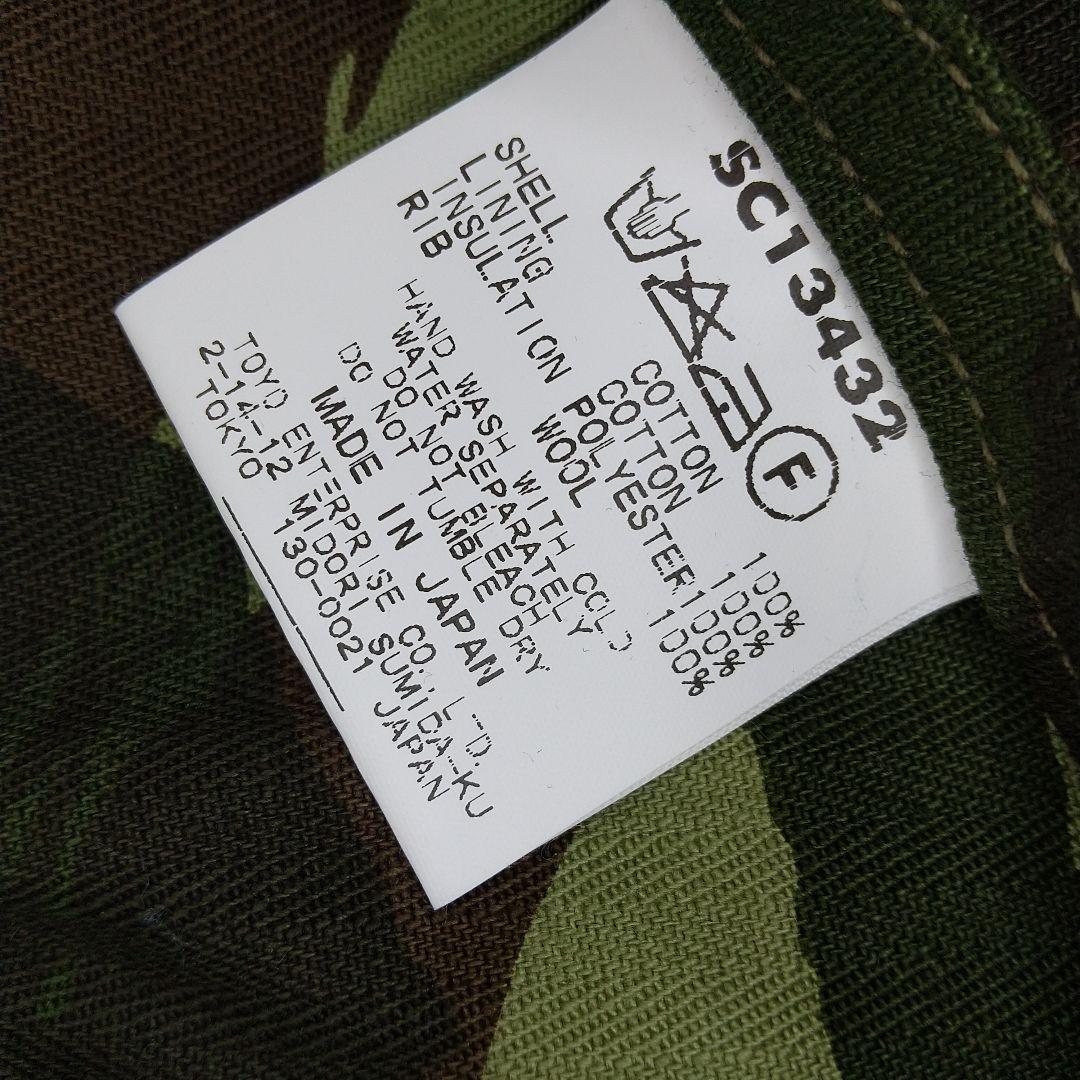 SC13432
F
SHELL COTTON 100%
LINING COTTON 100%
INSULATION POLYESTER 100%
RIB WOOL 100%
HAND WASH WITH COLD
WATER SEPARATELY
DO NOT BLEACH
DO NOT TUMBLE DRY
MADE IN JAPAN
TOYO ENTERPRISE CO., LTD.
2-14-12 MIDORI SUMIDA-KU
TOKYO 130-0021 JAPAN